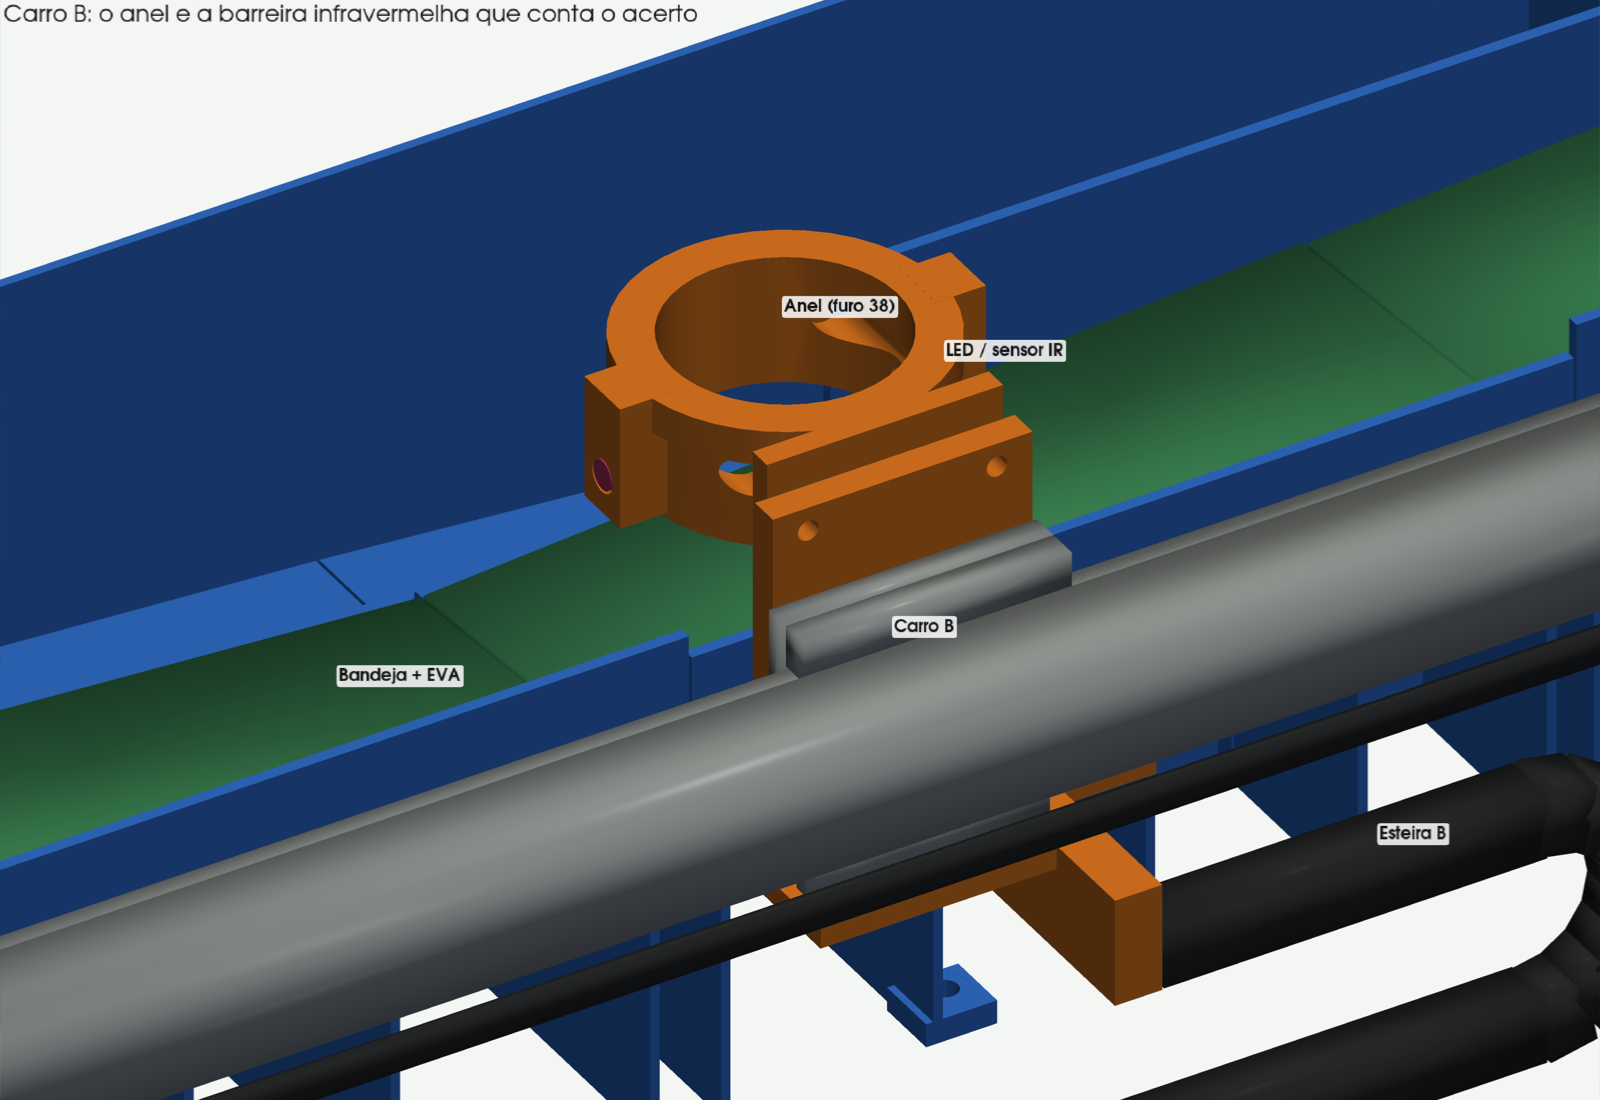 Carro B: o anel e a barreira infravermelha que conta o acerto
Anel (furo 38)
LED / sensor IR
Carro B
Bandeja + EVA
Esteira B